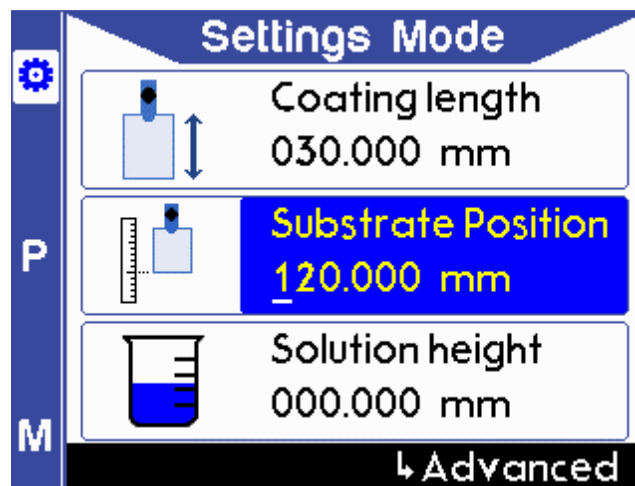 Settings Mode
Coating length
030.000 mm
Substrate Position
120.000 mm
P
Solution height
000.000 mm
M
↳ Advanced